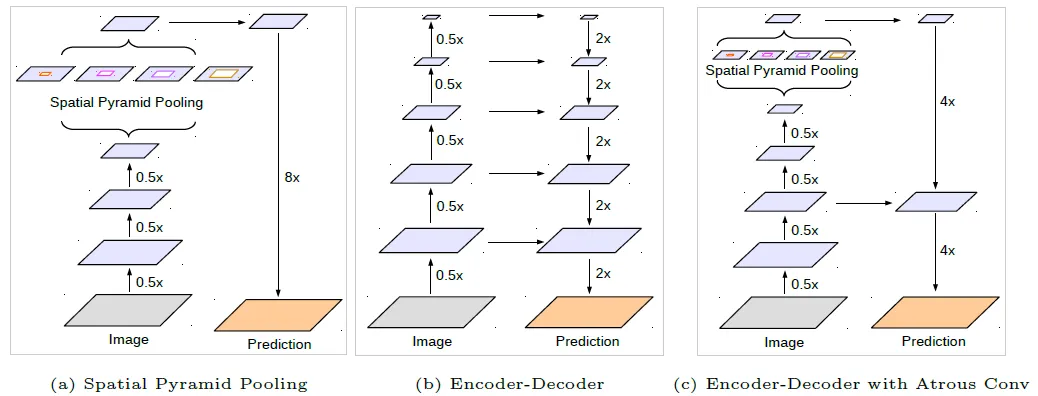 Spatial Pyramid Pooling
0.5x
0.5x
0.5x
8x
Image
Prediction
(a) Spatial Pyramid Pooling
0.5x
2x
0.5x
2x
0.5x
2x
0.5x
2x
0.5x
2x
Image
Prediction
(b) Encoder-Decoder
Spatial Pyramid Pooling
4x
0.5x
0.5x
0.5x
4x
0.5x
Image
Prediction
(c) Encoder-Decoder with Atrous Conv